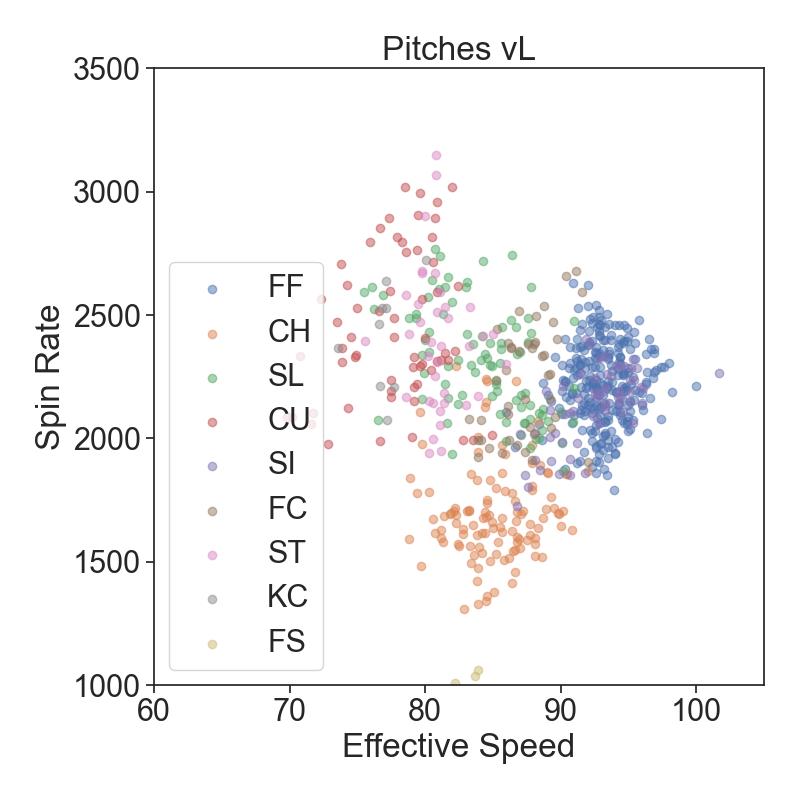 Pitches vL
3500
3000
2500
2000
1500
1000
Spin Rate
FF
CH
SL
CU
SI
FC
ST
KC
FS
60 70 80 90 100
Effective Speed